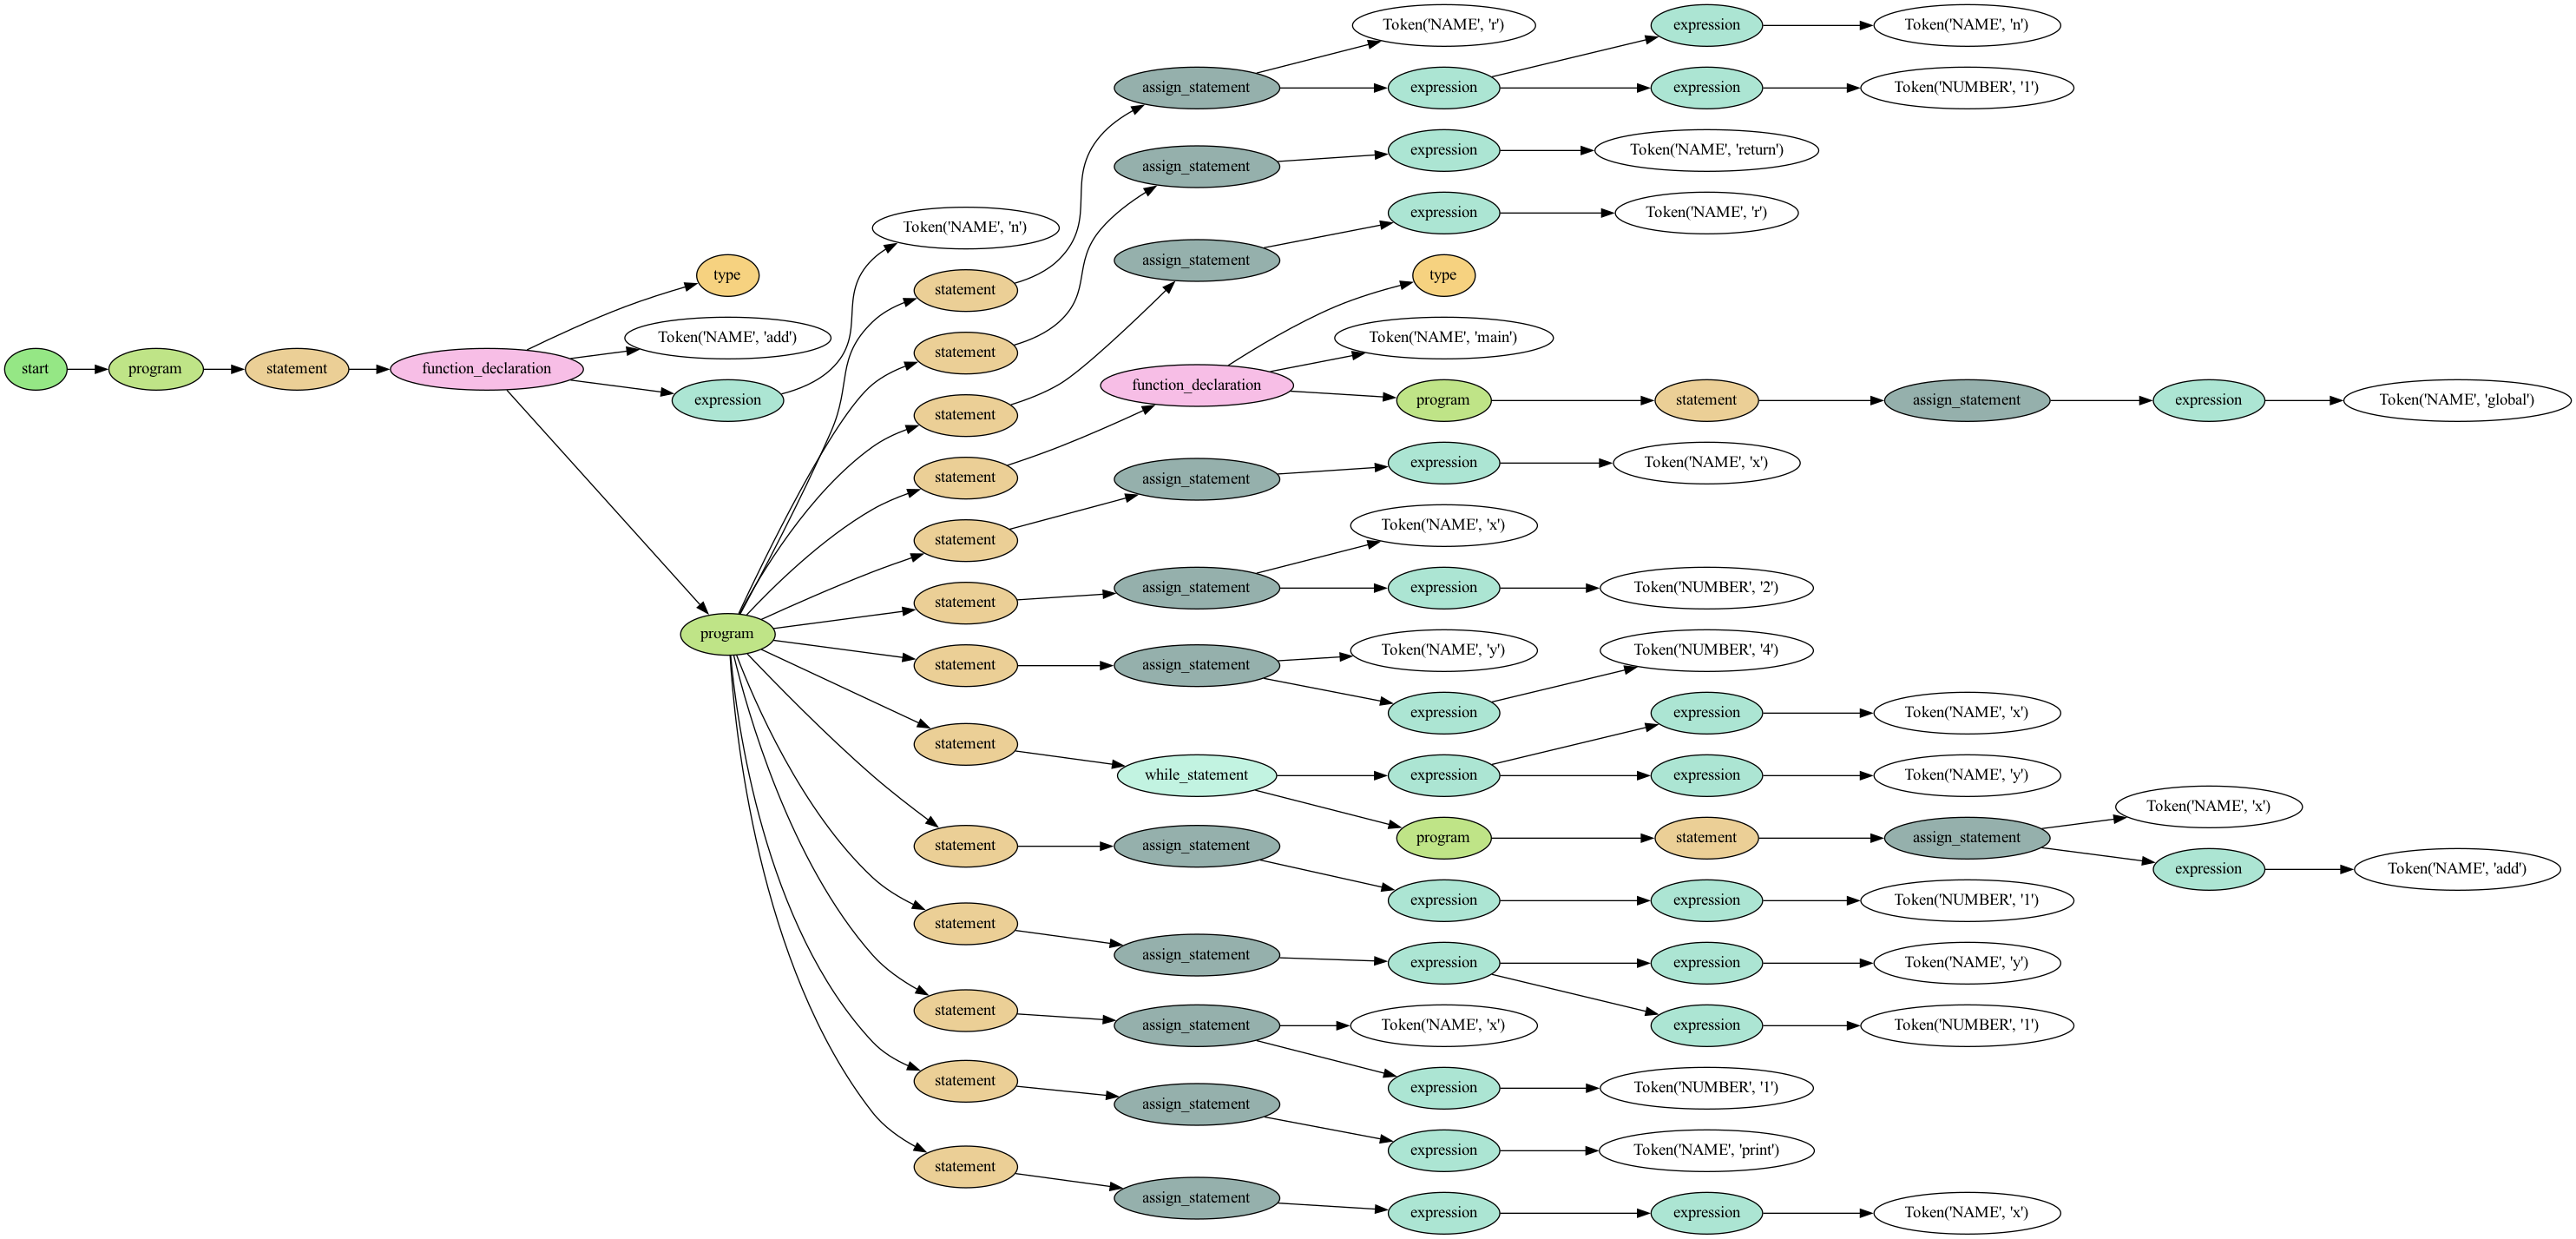 start
program
statement
function_declaration
type
Token('NAME', 'add')
expression
Token('NAME', 'n')
program
statement
assign_statement
Token('NAME', 'r')
expression
expression
Token('NAME', 'n')
expression
Token('NUMBER', '1')
statement
assign_statement
expression
Token('NAME', 'return')
statement
assign_statement
expression
Token('NAME', 'r')
statement
function_declaration
type
Token('NAME', 'main')
program
statement
assign_statement
expression
Token('NAME', 'global')
statement
assign_statement
expression
Token('NAME', 'x')
statement
assign_statement
Token('NAME', 'x')
expression
Token('NUMBER', '2')
statement
assign_statement
Token('NAME', 'y')
expression
Token('NUMBER', '4')
statement
while_statement
expression
expression
Token('NAME', 'x')
expression
Token('NAME', 'y')
program
statement
assign_statement
Token('NAME', 'x')
expression
Token('NAME', 'add')
statement
assign_statement
expression
expression
Token('NUMBER', '1')
statement
assign_statement
expression
expression
Token('NAME', 'y')
expression
Token('NUMBER', '1')
statement
assign_statement
Token('NAME', 'x')
expression
Token('NUMBER', '1')
statement
assign_statement
expression
Token('NAME', 'print')
statement
assign_statement
expression
expression
Token('NAME', 'x')